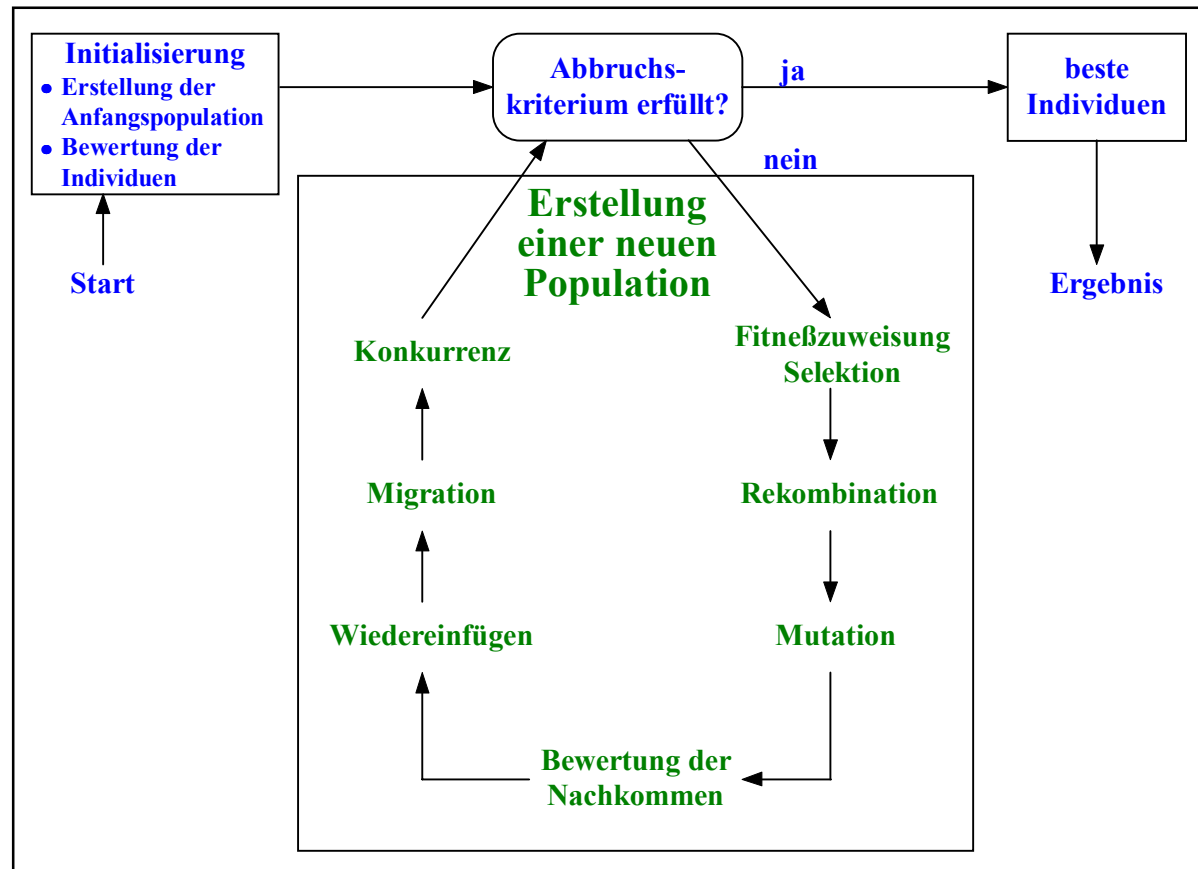 Initialisierung
• Erstellung der
Anfangspopulation
• Bewertung der
Individuen
Start
Abbruchs-
kriterium erfüllt?
ja
nein
beste
Individuen
Ergebnis
Erstellung
einer neuen
Population
Fitneßzuweisung
Selektion
Rekombination
Mutation
Bewertung der
Nachkommen
Wiedereinfügen
Migration
Konkurrenz